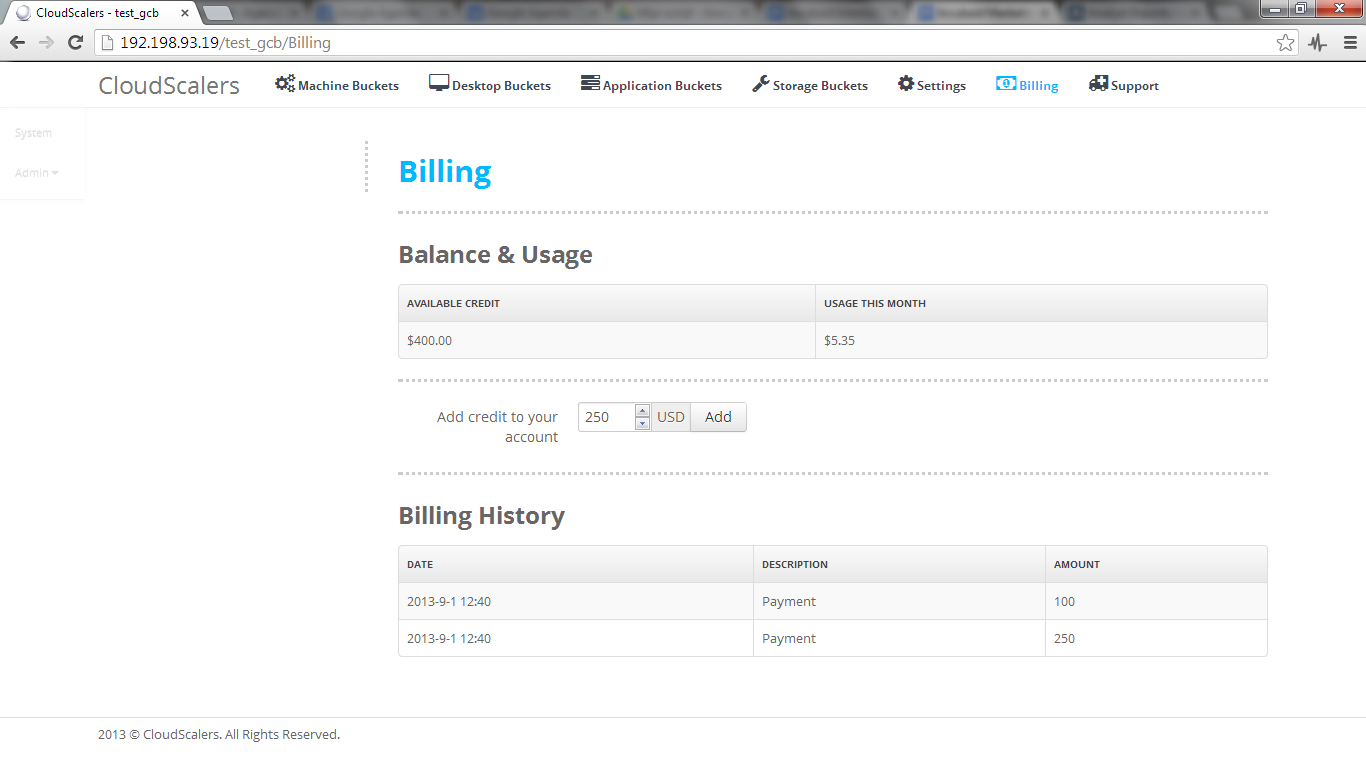 CloudScalers - test_gcb
192.198.93.19/test_gcb/Billing
CloudScalers Machine Buckets Desktop Buckets Application Buckets Storage Buckets Settings Billing Support
System
Admin
Billing
Balance & Usage
AVAILABLE CREDIT USAGE THIS MONTH
$400.00 $5.35
Add credit to your 250 USD Add
account
Billing History
DATE DESCRIPTION AMOUNT
2013-9-1 12:40 Payment 100
2013-9-1 12:40 Payment 250
2013 © CloudScalers. All Rights Reserved.